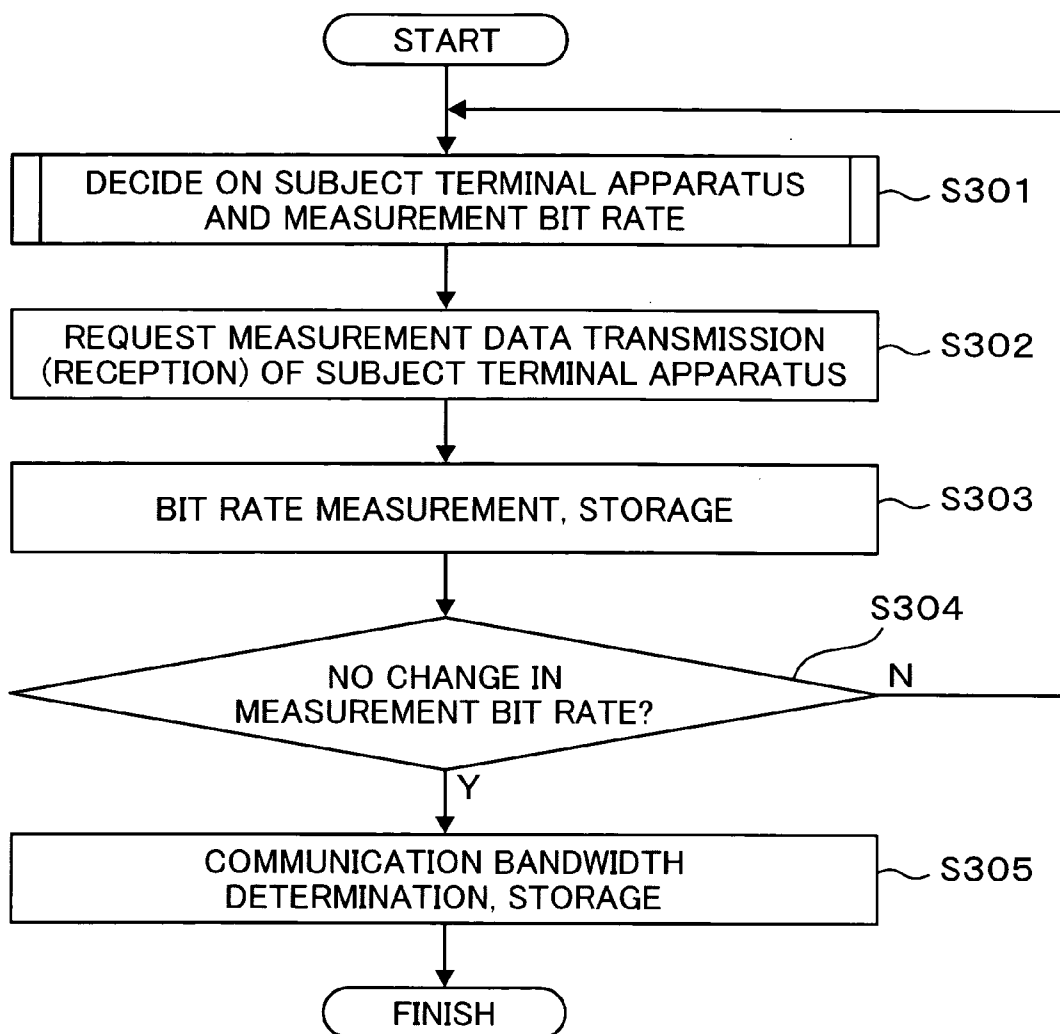 START
DECIDE ON SUBJECT TERMINAL APPARATUS
AND MEASUREMENT BIT RATE
S301
REQUEST MEASUREMENT DATA TRANSMISSION
(RECEPTION) OF SUBJECT TERMINAL APPARATUS
S302
BIT RATE MEASUREMENT, STORAGE
S303
S304
NO CHANGE IN
MEASUREMENT BIT RATE?
N
Y
COMMUNICATION BANDWIDTH
DETERMINATION, STORAGE
S305
FINISH